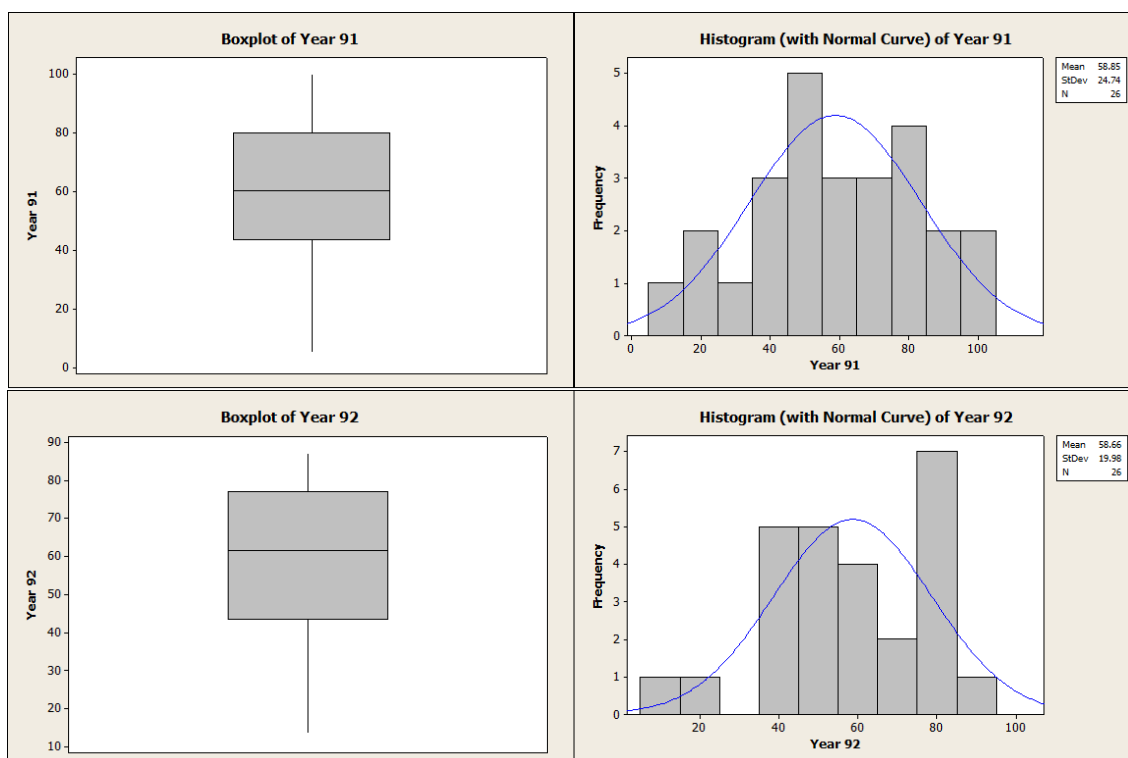 Boxplot of Year 91
100
80
60
40
20
0
Year 91
Histogram (with Normal Curve) of Year 91
Mean 58.85
StDev 24.74
N 26
5
4
3
2
1
0
Frequency
0 20 40 60 80 100
Year 91
Boxplot of Year 92
90
80
70
60
50
40
30
20
10
Year 92
Histogram (with Normal Curve) of Year 92
Mean 58.66
StDev 19.98
N 26
7
6
5
4
3
2
1
0
Frequency
20 40 60 80 100
Year 92